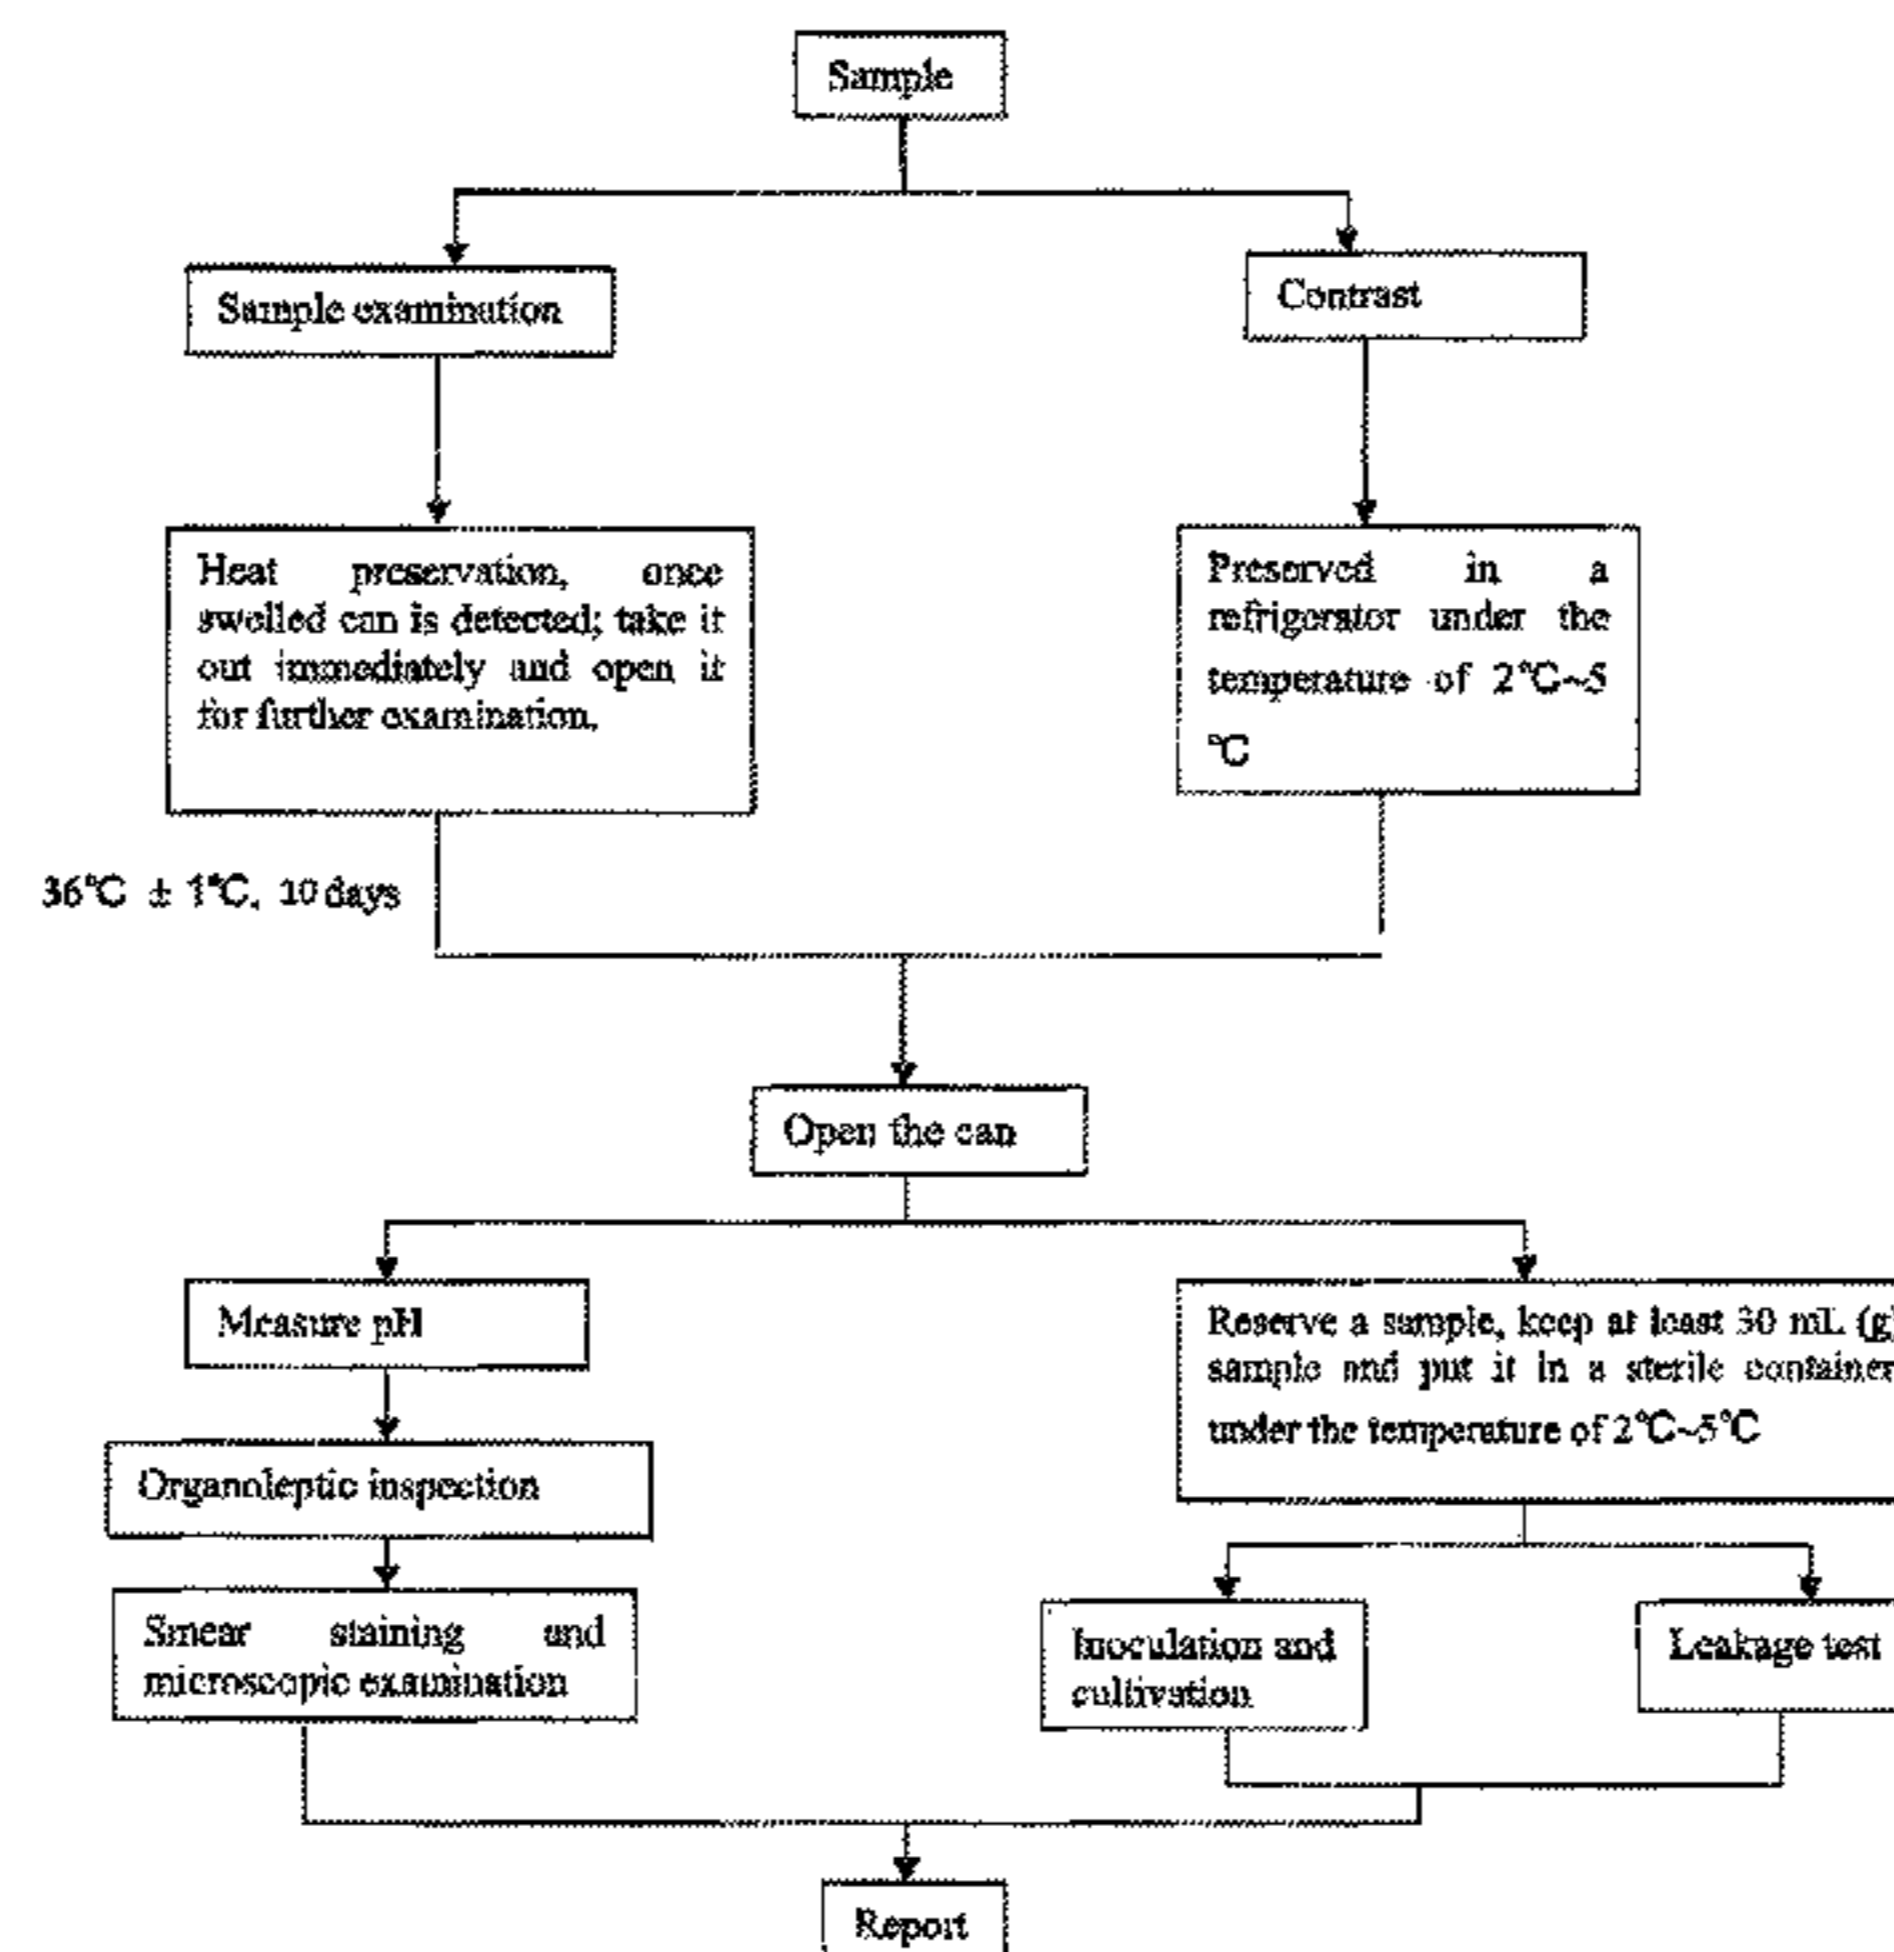 Sample
Sample examination
Contrast
Heat preservation, once
swelled can is detected; take it
out immediately and open it
for further examination.
Preserved in a
refrigerator under the
temperature of 2℃~5
℃
36℃ ± 1℃, 10 days
Open the can
Measure pH
Reserve a sample, keep at least 30 mL (g)
sample and put it in a sterile container
under the temperature of 2℃~5℃
Organoleptic inspection
Smear staining and
microscopic examination
Inoculation and
cultivation
Leakage test
Report